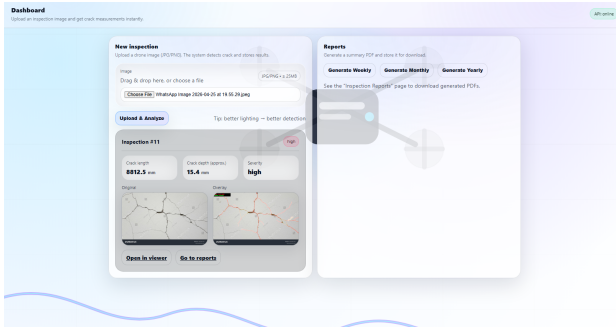 Dashboard
Upload an inspection image and get crack measurements instantly.
API: online
New inspection
Upload a drone image (JPG/PNG). The system detects crack and stores results.
Image
Drag & drop here, or choose a file
JPG/PNG • ≤ 25MB
Choose File WhatsApp Image 2026-04-25 at 19.55.29.jpeg
Upload & Analyze
Tip: better lighting → better detection
Inspection #11
high
Crack length
8812.5 mm
Crack depth (approx.)
15.4 mm
Severity
high
Original
Overlay
Open in viewer
Go to reports
Reports
Generate a summary PDF and store it for download.
Generate Weekly
Generate Monthly
Generate Yearly
See the "Inspection Reports" page to download generated PDFs.